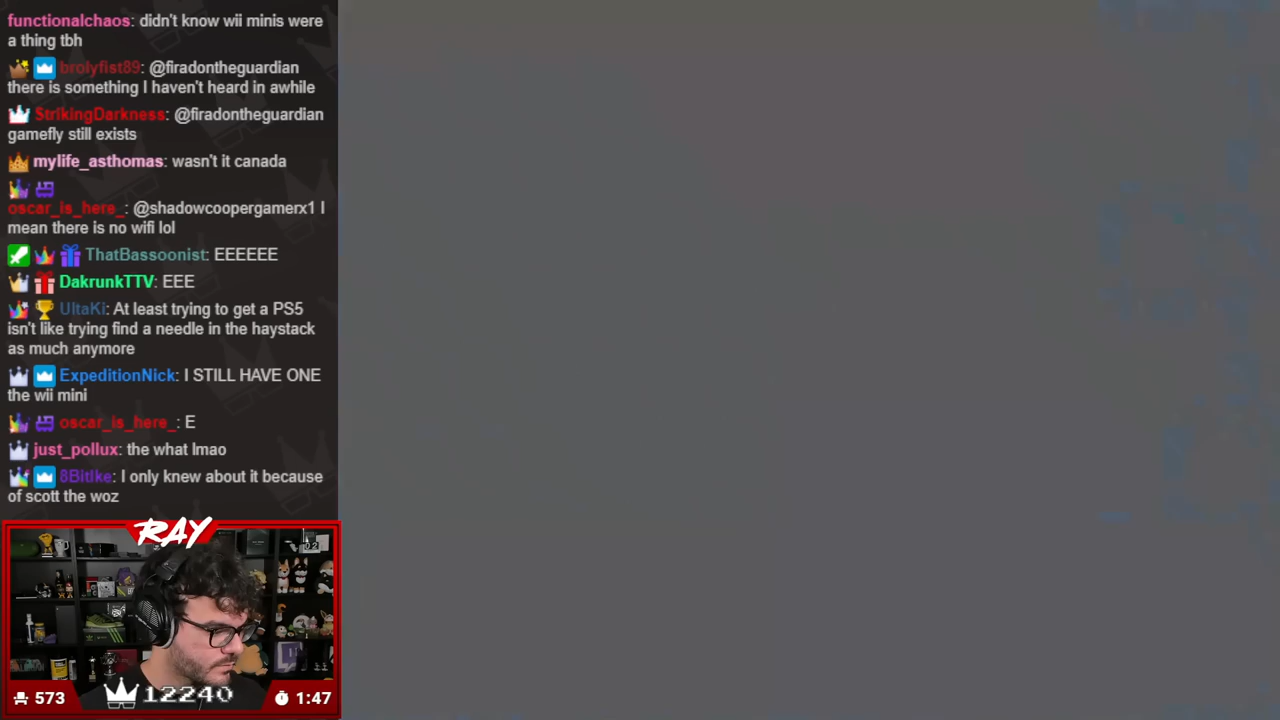 functionalchaos: didn't know wii minis were
a thing tbh
brolyfist89: @firadontheguardian
there is something I haven't heard in awhile
StrikingDarkness: @firadontheguardian
gamefly still exists
mylife_asthomas: wasn't it canada
oscar_is_here_: @shadowcoopergamerx1 I
mean there is no wifi lol
ThatBassoonist: EEEEEE
DakrunkTTV: EEE
UltaKi: At least trying to get a PS5
isn't like trying find a needle in the haystack
as much anymore
ExpeditionNick: I STILL HAVE ONE
the wii mini
oscar_is_here_: E
just_pollux: the what lmao
8BitIke: I only knew about it because
of scott the woz
RAY
573
12240
1:47